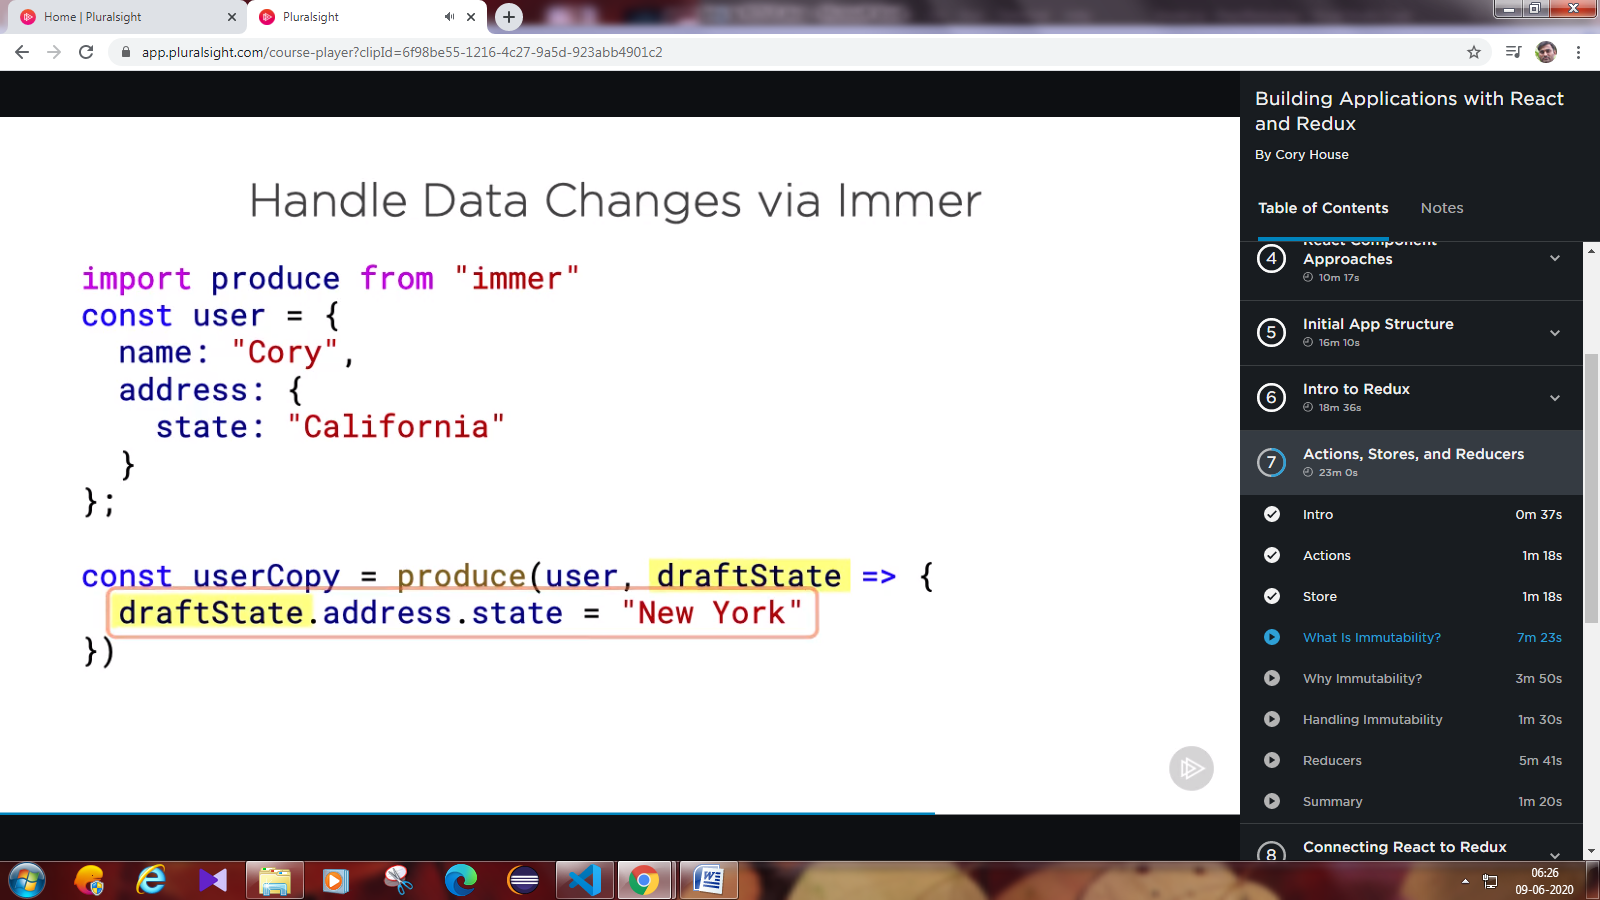 Home | Pluralsight
Pluralsight
app.pluralsight.com/course-player?clipId=6f98be55-1216-4c27-9a5d-923abb4901c2
Handle Data Changes via Immer
import produce from "immer"
const user = {
  name: "Cory",
  address: {
    state: "California"
  }
};
const userCopy = produce(user, draftState => {
  draftState.address.state = "New York"
})
Building Applications with React
and Redux
By Cory House
Table of Contents
Notes
4
React Component
Approaches
10m 17s
5
Initial App Structure
16m 10s
6
Intro to Redux
18m 36s
7
Actions, Stores, and Reducers
23m 0s
Intro 0m 37s
Actions 1m 18s
Store 1m 18s
What Is Immutability? 7m 23s
Why Immutability? 3m 50s
Handling Immutability 1m 30s
Reducers 5m 41s
Summary 1m 20s
8
Connecting React to Redux
06:26
09-06-2020